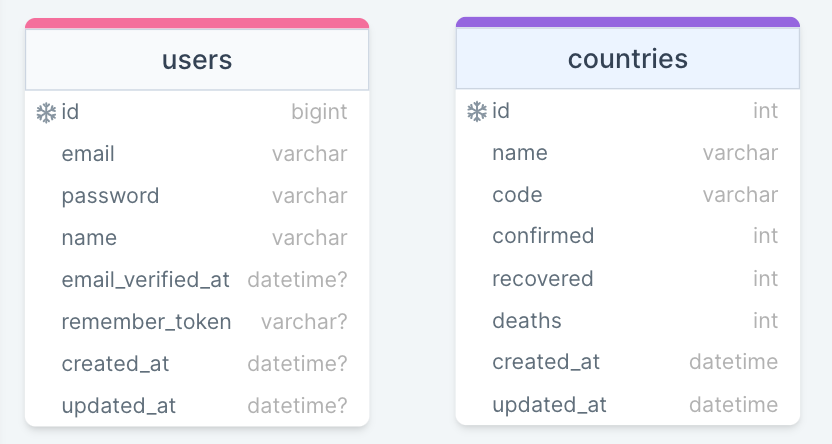 users
id bigint
email varchar
password varchar
name varchar
email_verified_at datetime?
remember_token varchar?
created_at datetime?
updated_at datetime?
countries
id int
name varchar
code varchar
confirmed int
recovered int
deaths int
created_at datetime
updated_at datetime